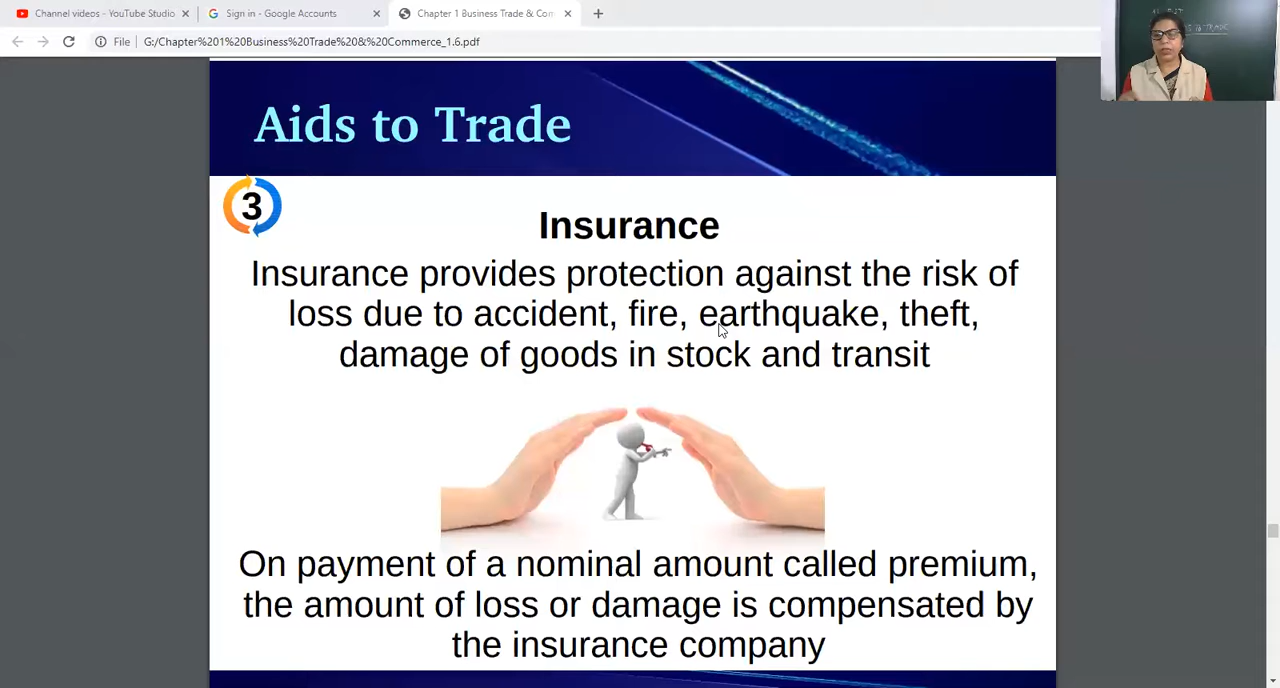 Channel videos - YouTube Studio
Sign in - Google Accounts
Chapter 1 Business Trade & Com
File
G:/Chapter%201%20Business%20Trade%20&%20Commerce_1.6.pdf
Aids to Trade
3
Insurance
Insurance provides protection against the risk of
loss due to accident, fire, earthquake, theft,
damage of goods in stock and transit
On payment of a nominal amount called premium,
the amount of loss or damage is compensated by
the insurance company